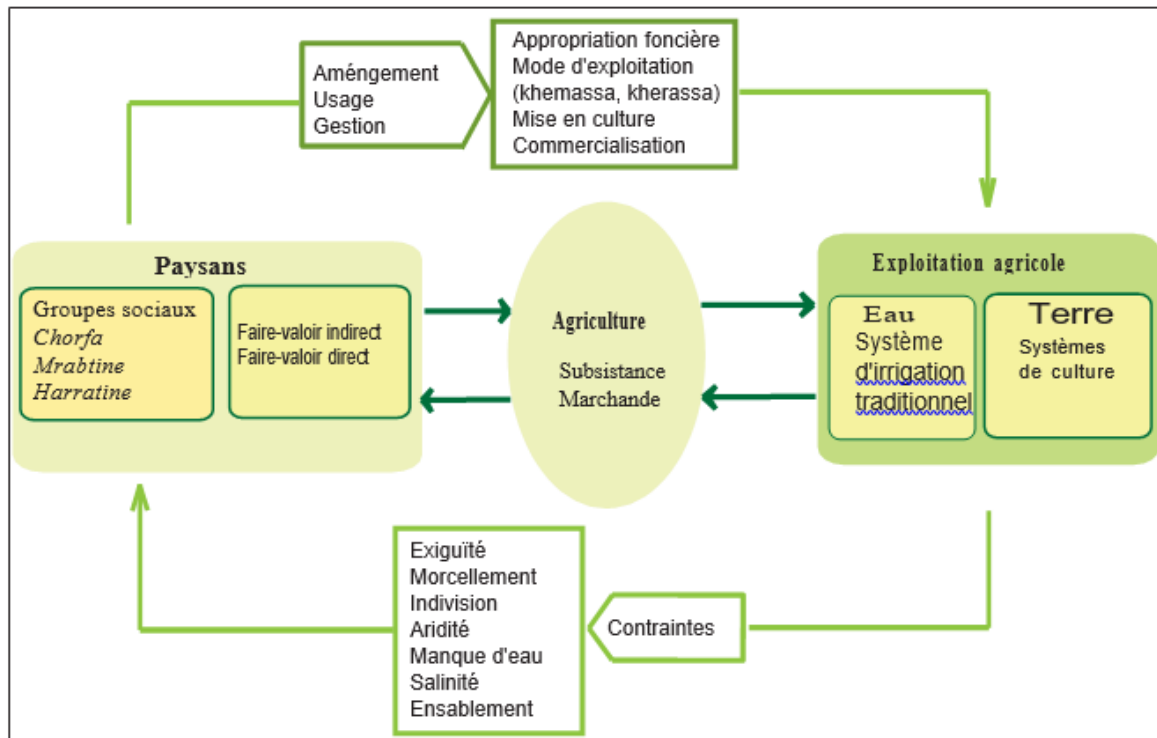 Améngement
Usage
Gestion
Appropriation foncière
Mode d'exploitation
(khemassa, kherassa)
Mise en culture
Commercialisation
Paysans
Groupes sociaux
Chorfa
Mrabtine
Harratine
Faire-valoir indirect
Faire-valoir direct
Agriculture
Subsistance
Marchande
Exploitation agricole
Eau
Système
d'irrigation
traditionnel
Terre
Systèmes
de culture
Exiguïté
Morcellement
Indivision
Aridité
Manque d'eau
Salinité
Ensablement
Contraintes